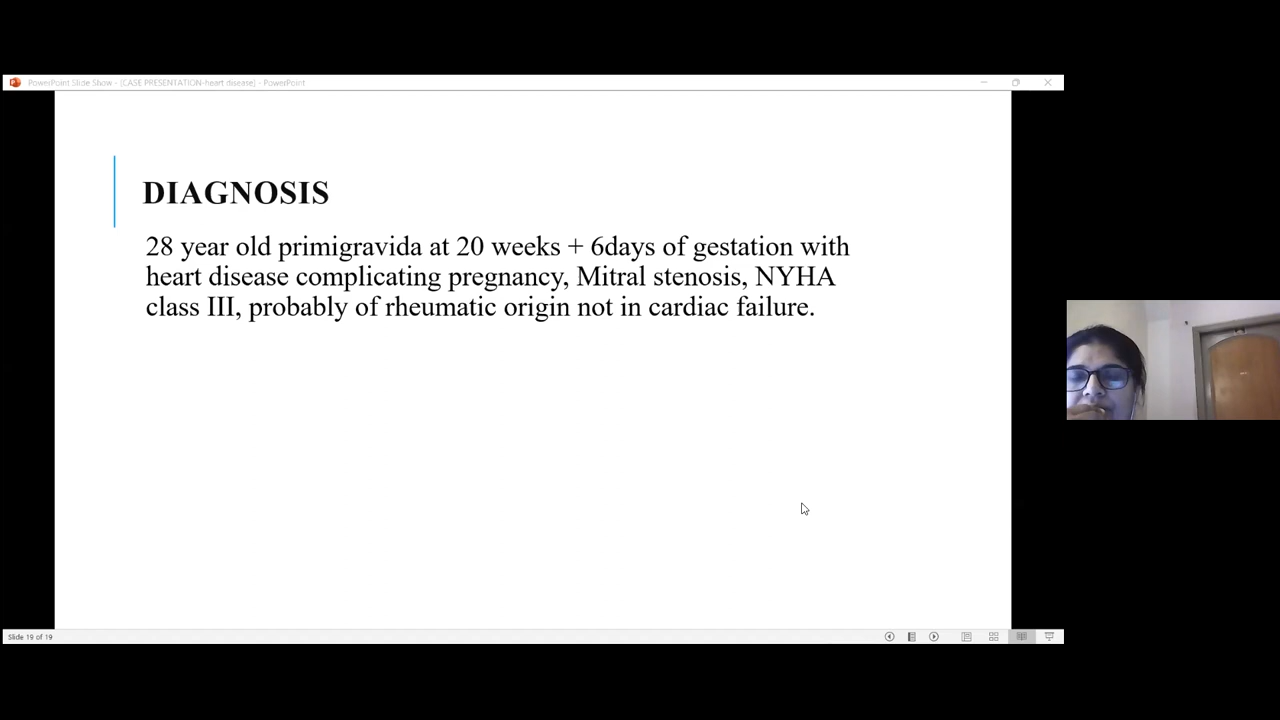 PowerPoint Slide Show - [CASE PRESENTATION-heart disease] - PowerPoint
DIAGNOSIS
28 year old primigravida at 20 weeks + 6days of gestation with
heart disease complicating pregnancy, Mitral stenosis, NYHA
class III, probably of rheumatic origin not in cardiac failure.
Slide 19 of 19